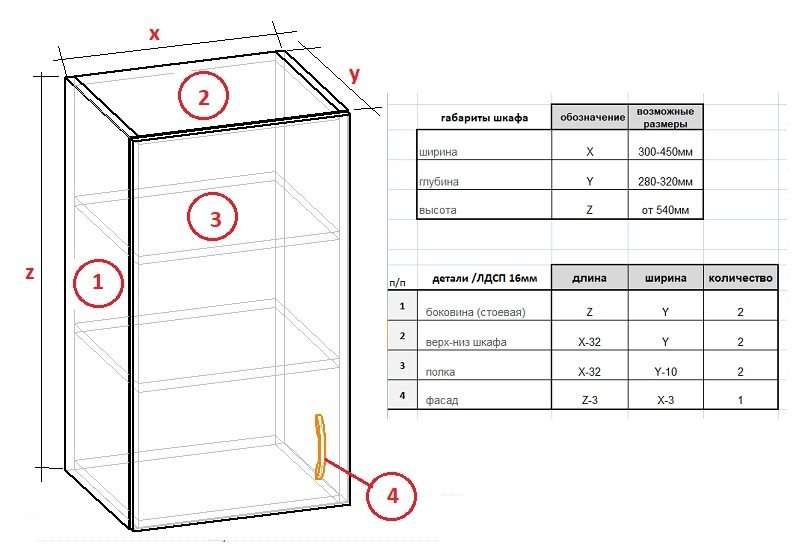 x
y
z
1
2
3
4
габариты шкафа обозначение возможные размеры
ширина X 300-450мм
глубина Y 280-320мм
высота Z от 540мм
п/п детали /ЛДСП 16мм длина ширина количество
1 боковина (стоевая) Z Y 2
2 верх-низ шкафа X-32 Y 2
3 полка X-32 Y-10 2
4 фасад Z-3 X-3 1